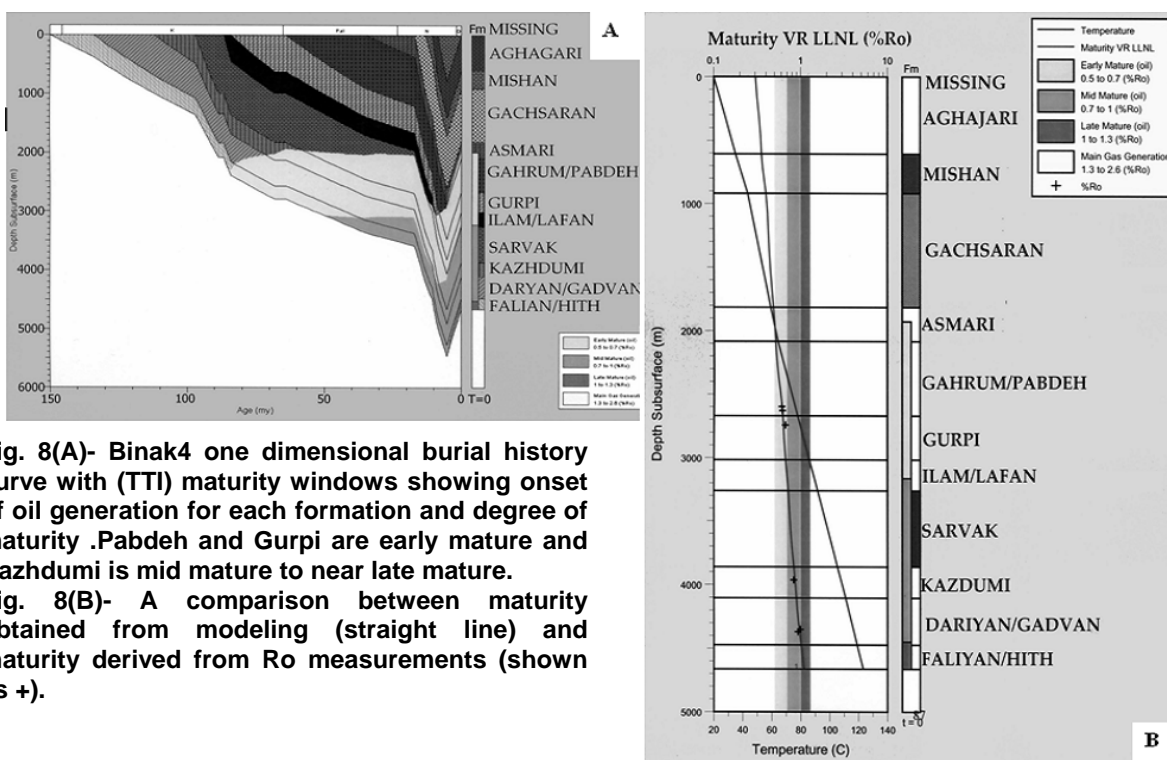 Fm MISSING
A
AGHAGARI
MISHAN
GACHSARAN
ASMARI
GAHRUM/PABDEH
GURPI
ILAM/LAFAN
SARVAK
KAZHDUMI
DARYAN/GADVAN
FALIAN/HITH
0
1000
2000
3000
4000
5000
6000
Depth Subsurface (m)
150
100
50
0
T=0
Age (my)
Early Mature (oil)
0.5 to 0.7 (%Ro)
Mid Mature (oil)
0.7 to 1 (%Ro)
Late Mature (oil)
1 to 1.3 (%Ro)
Main Gas Generati
1.3 to 2.6 (%Ro)
ig. 8(A)- Binak4 one dimensional burial history
urve with (TTI) maturity windows showing onset
f oil generation for each formation and degree of
naturity .Pabdeh and Gurpi are early mature and
azhdumi is mid mature to near late mature.
ig. 8(B)- A comparison between maturity
btained from modeling (straight line) and
naturity derived from Ro measurements (shown
s +).
B
Maturity VR LLNL (%Ro)
0.1
1
10
Fm
MISSING
AGHAJARI
MISHAN
GACHSARAN
ASMARI
GAHRUM/PABDEH
GURPI
ILAM/LAFAN
SARVAK
KAZDUMI
DARIYAN/GADVAN
FALIYAN/HITH
0
1000
2000
3000
4000
5000
Depth Subsurface (m)
t = 0
20 40 60 80 100 120 140
Temperature (C)
Temperature
Maturity VR LLNL
Early Mature (oil)
0.5 to 0.7 (%Ro)
Mid Mature (oil)
0.7 to 1 (%Ro)
Late Mature (oil)
1 to 1.3 (%Ro)
Main Gas Generation
1.3 to 2.6 (%Ro)
%Ro
B